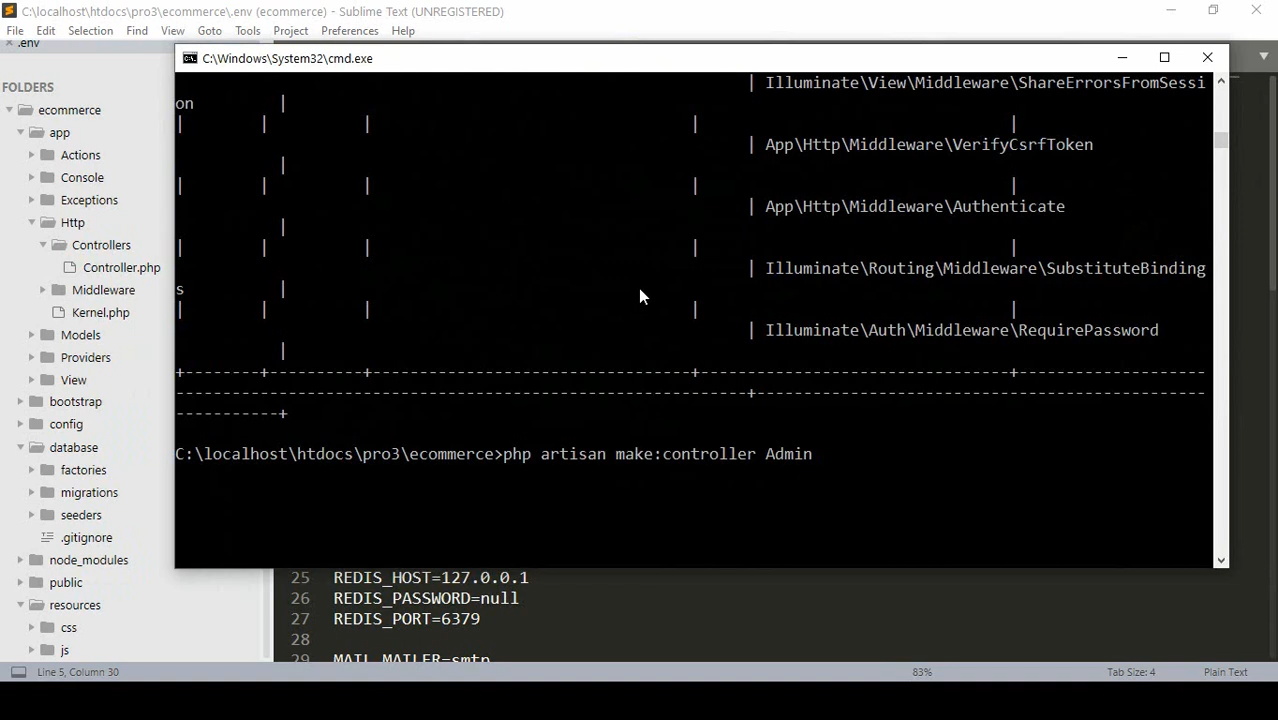 C:\localhost\htdocs\pro3\ecommerce\.env (ecommerce) - Sublime Text (UNREGISTERED)
File Edit Selection Find View Goto Tools Project Preferences Help
.env
C:\Windows\System32\cmd.exe
FOLDERS
ecommerce
app
Actions
Console
Exceptions
Http
Controllers
Controller.php
Middleware
Kernel.php
Models
Providers
View
bootstrap
config
database
factories
migrations
seeders
.gitignore
node_modules
public
resources
css
js
| Illuminate\View\Middleware\ShareErrorsFromSessi
on |
| | | | |
| App\Http\Middleware\VerifyCsrfToken
|
| | | | |
| App\Http\Middleware\Authenticate
|
| | | | |
| Illuminate\Routing\Middleware\SubstituteBinding
s |
| | | | |
| Illuminate\Auth\Middleware\RequirePassword
|
+--------+----------+-----------------------------------+----------------------------------+---------------------
-------------------------------------------------------------+------------------------------------------------
-----------+
C:\localhost\htdocs\pro3\ecommerce>php artisan make:controller Admin
25 REDIS_HOST=127.0.0.1
26 REDIS_PASSWORD=null
27 REDIS_PORT=6379
28
29 MAIL_MAILER=smtp
Line 5, Column 30 83% Tab Size: 4 Plain Text